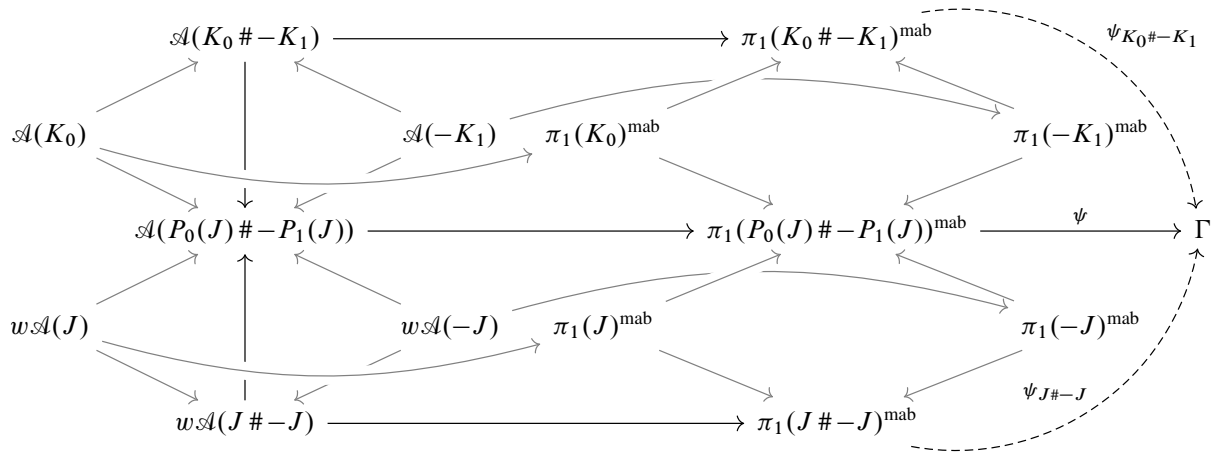 𝒜(K₀ # −K₁) π₁(K₀ # −K₁)ᵐᵃᵇ ψ_{K₀#−K₁}
𝒜(K₀) 𝒜(−K₁) π₁(K₀)ᵐᵃᵇ π₁(−K₁)ᵐᵃᵇ
𝒜(P₀(J) # −P₁(J)) π₁(P₀(J) # −P₁(J))ᵐᵃᵇ ψ Γ
w𝒜(J) w𝒜(−J) π₁(J)ᵐᵃᵇ π₁(−J)ᵐᵃᵇ
ψ_{J#−J}
w𝒜(J # −J) π₁(J # −J)ᵐᵃᵇ